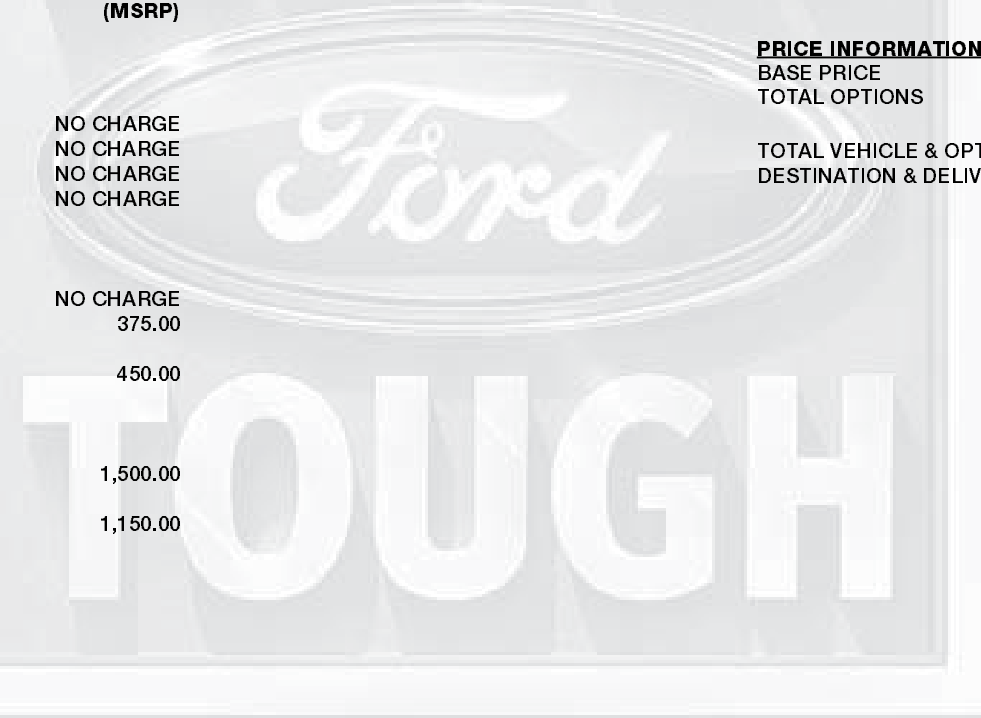 (MSRP)
NO CHARGE
NO CHARGE
NO CHARGE
NO CHARGE
NO CHARGE
375.00
450.00
1,500.00
1,150.00
PRICE INFORMATION
BASE PRICE
TOTAL OPTIONS
TOTAL VEHICLE & OPT
DESTINATION & DELIV
Ford
TOUGH